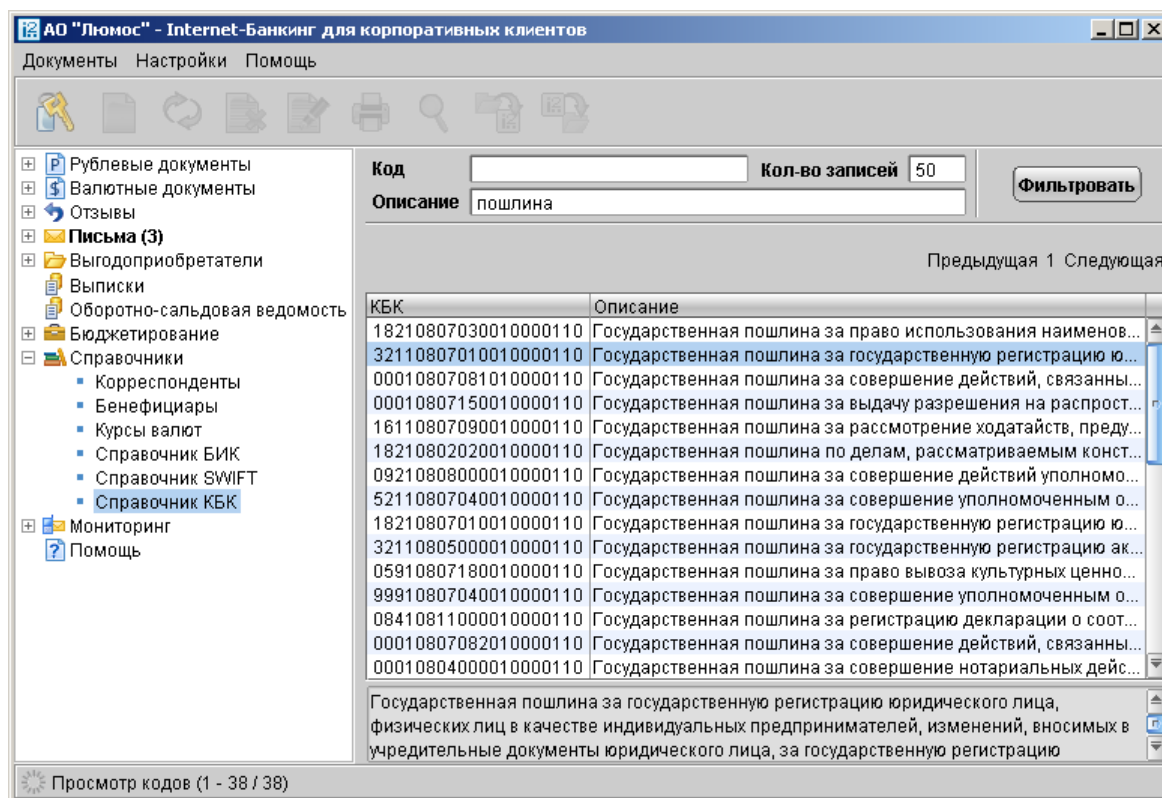 АО "Люмос" - Internet-Банкинг для корпоративных клиентов
Документы Настройки Помощь
Рублевые документы
Валютные документы
Отзывы
Письма (3)
Выгодоприобретатели
Выписки
Оборотно-сальдовая ведомость
Бюджетирование
Справочники
Корреспонденты
Бенефициары
Курсы валют
Справочник БИК
Справочник SWIFT
Справочник КБК
Мониторинг
Помощь
Код Кол-во записей 50
Описание пошлина
Фильтровать
Предыдущая 1 Следующая
КБК Описание
18210807030010000110 Государственная пошлина за право использования наименов...
32110807010010000110 Государственная пошлина за государственную регистрацию ю...
00010807081010000110 Государственная пошлина за совершение действий, связанны...
00010807150010000110 Государственная пошлина за выдачу разрешения на распрост...
16110807090010000110 Государственная пошлина за рассмотрение ходатайств, преду...
18210802020010000110 Государственная пошлина по делам, рассматриваемым конст...
09210808000010000110 Государственная пошлина за совершение действий уполномо...
52110807040010000110 Государственная пошлина за совершение уполномоченным о...
18210807010010000110 Государственная пошлина за государственную регистрацию ю...
32110805000010000110 Государственная пошлина за государственную регистрацию ак...
05910807180010000110 Государственная пошлина за право вывоза культурных ценно...
99910807040010000110 Государственная пошлина за совершение уполномоченным о...
08410811000010000110 Государственная пошлина за регистрацию декларации о соот...
00010807082010000110 Государственная пошлина за совершение действий, связанны...
00010804000010000110 Государственная пошлина за совершение нотариальных дейс...
Государственная пошлина за государственную регистрацию юридического лица,
физических лиц в качестве индивидуальных предпринимателей, изменений, вносимых в
учредительные документы юридического лица, за государственную регистрацию
Просмотр кодов (1 - 38 / 38)